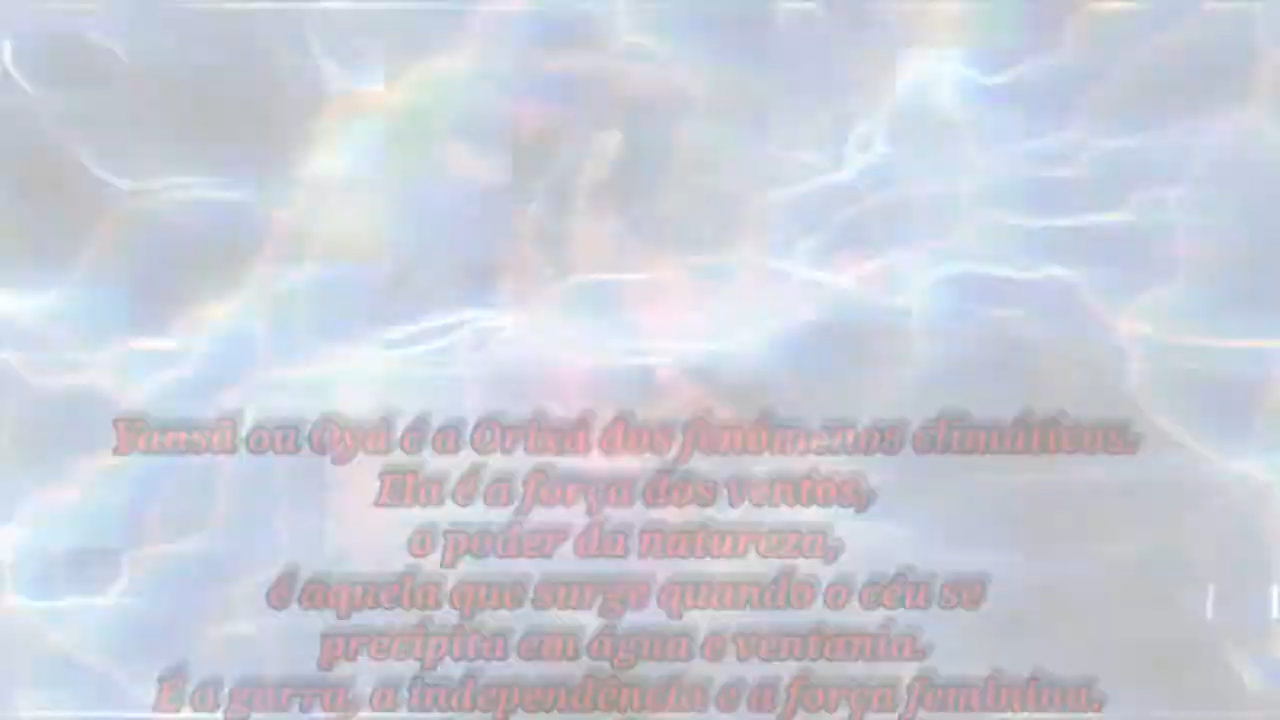 Yansã ou Oyá é a Orixá dos fenômenos climáticos.
Ela é a força dos ventos,
o poder da natureza,
é aquela que surge quando o céu se
precipita em água e ventania.
É a garra, a independência e a força feminina.